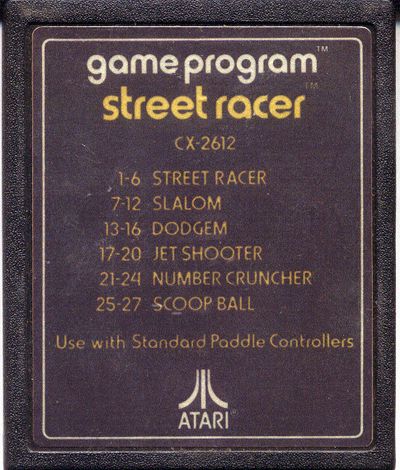 game program™
street racer™
CX-2612
1-6 STREET RACER
7-12 SLALOM
13-16 DODGEM
17-20 JET SHOOTER
21-24 NUMBER CRUNCHER
25-27 SCOOP BALL
Use with Standard Paddle Controllers
ATARI®